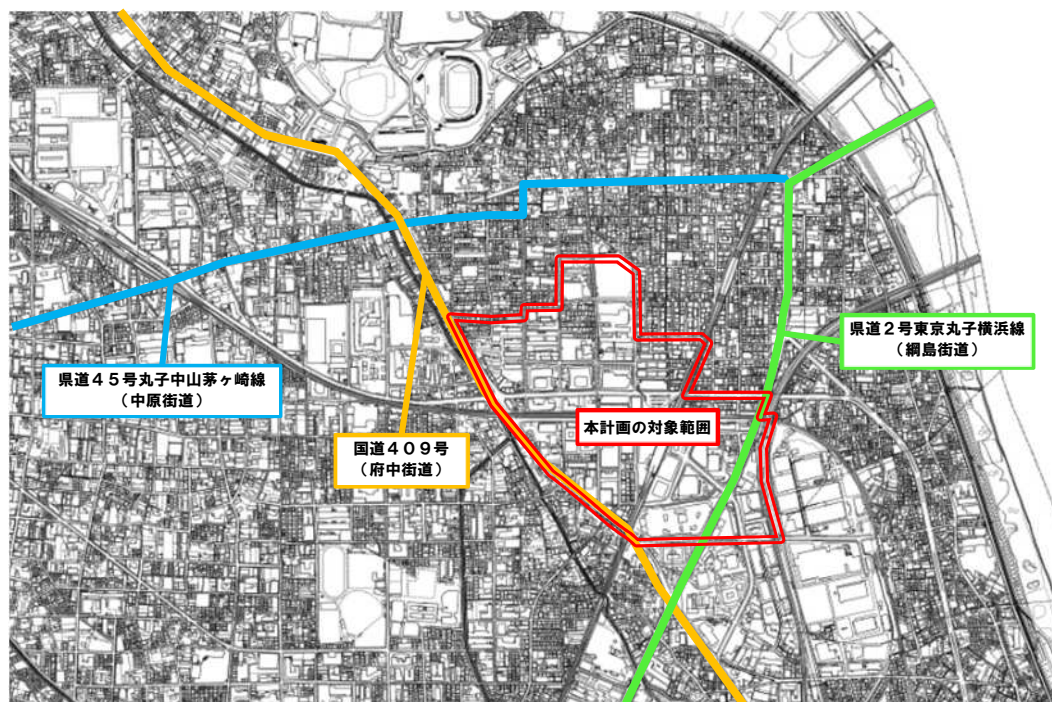 県道２号東京丸子横浜線
（綱島街道）
県道４５号丸子中山茅ヶ崎線
（中原街道）
本計画の対象範囲
国道４０９号
（府中街道）